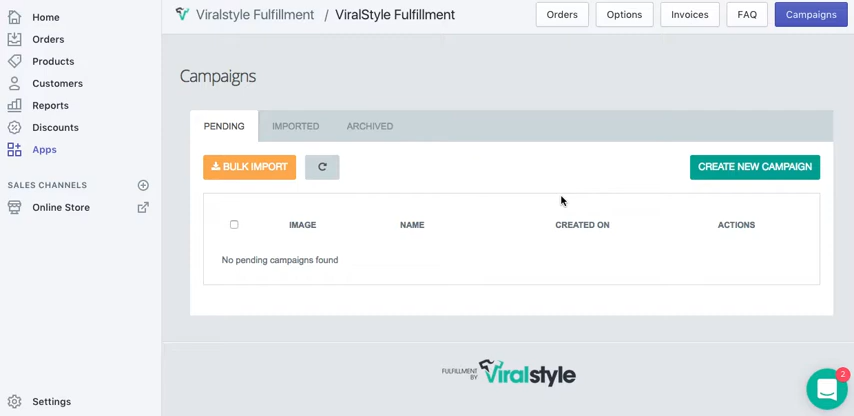 Home
Orders
Products
Customers
Reports
Discounts
Apps
SALES CHANNELS
Online Store
Settings
Viralstyle Fulfillment / ViralStyle Fulfillment
Orders
Options
Invoices
FAQ
Campaigns
Campaigns
PENDING IMPORTED ARCHIVED
BULK IMPORT
CREATE NEW CAMPAIGN
IMAGE NAME CREATED ON ACTIONS
No pending campaigns found
FULFILLMENT BY Viralstyle
2